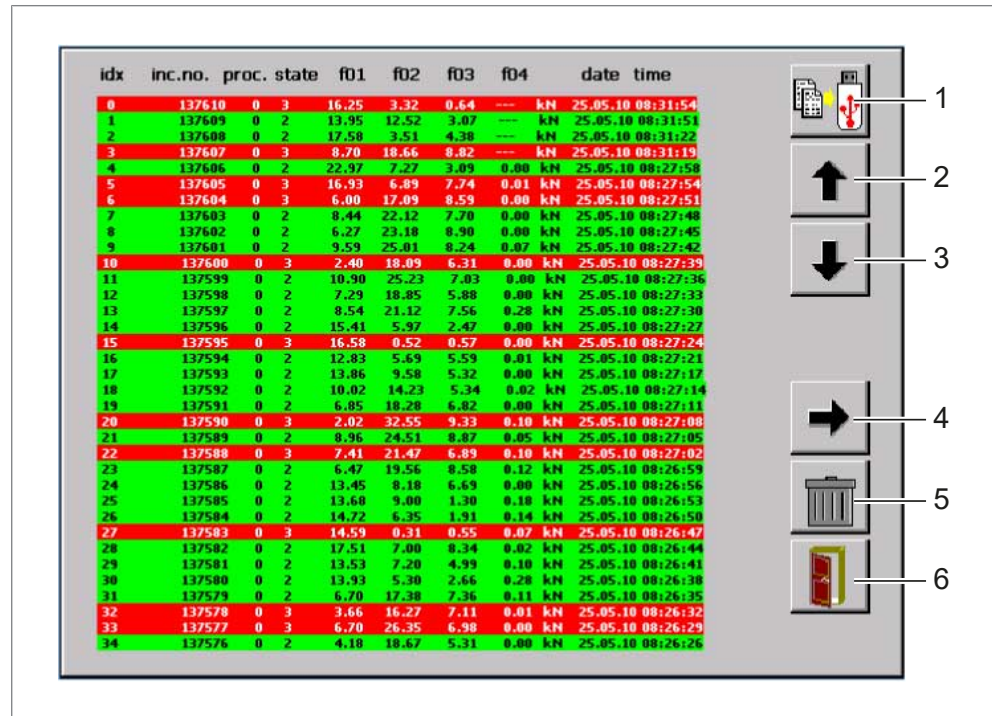 idx inc.no. proc. state f01 f02 f03 f04 date time
0 137610 0 3 16.25 3.32 0.64 --- kN 25.05.10 08:31:54
1 137609 0 2 13.95 12.52 3.07 --- kN 25.05.10 08:31:51
2 137608 0 2 17.58 3.51 4.38 --- kN 25.05.10 08:31:22
3 137607 0 3 8.70 18.66 8.82 --- kN 25.05.10 08:31:19
4 137606 0 2 22.97 7.27 3.09 0.00 kN 25.05.10 08:27:58
5 137605 0 3 16.93 6.89 7.74 0.01 kN 25.05.10 08:27:54
6 137604 0 3 6.00 17.09 8.59 0.00 kN 25.05.10 08:27:51
7 137603 0 2 8.44 22.12 7.70 0.00 kN 25.05.10 08:27:48
8 137602 0 2 6.27 23.18 8.90 0.00 kN 25.05.10 08:27:45
9 137601 0 2 9.59 25.01 8.24 0.07 kN 25.05.10 08:27:42
10 137600 0 3 2.40 18.09 6.31 0.00 kN 25.05.10 08:27:39
11 137599 0 2 10.90 25.23 7.03 0.00 kN 25.05.10 08:27:36
12 137598 0 2 7.29 18.85 5.88 0.00 kN 25.05.10 08:27:33
13 137597 0 2 8.54 21.12 7.56 0.28 kN 25.05.10 08:27:30
14 137596 0 2 15.41 5.97 2.47 0.00 kN 25.05.10 08:27:27
15 137595 0 3 16.58 0.52 0.57 0.00 kN 25.05.10 08:27:24
16 137594 0 2 12.83 5.69 5.59 0.01 kN 25.05.10 08:27:21
17 137593 0 2 13.86 9.58 5.32 0.00 kN 25.05.10 08:27:17
18 137592 0 2 10.02 14.23 5.34 0.02 kN 25.05.10 08:27:14
19 137591 0 2 6.85 18.28 6.82 0.00 kN 25.05.10 08:27:11
20 137590 0 3 2.02 32.55 9.33 0.10 kN 25.05.10 08:27:08
21 137589 0 2 8.96 24.51 8.87 0.05 kN 25.05.10 08:27:05
22 137588 0 3 7.41 21.47 6.89 0.10 kN 25.05.10 08:27:02
23 137587 0 2 6.47 19.56 8.58 0.12 kN 25.05.10 08:26:59
24 137586 0 2 13.45 8.18 6.69 0.00 kN 25.05.10 08:26:56
25 137585 0 2 13.68 9.00 1.30 0.18 kN 25.05.10 08:26:53
26 137584 0 2 14.72 6.35 1.91 0.14 kN 25.05.10 08:26:50
27 137583 0 3 14.59 0.31 0.55 0.07 kN 25.05.10 08:26:47
28 137582 0 2 17.51 7.00 8.34 0.02 kN 25.05.10 08:26:44
29 137581 0 2 13.53 7.20 4.99 0.10 kN 25.05.10 08:26:41
30 137580 0 2 13.93 5.30 2.66 0.28 kN 25.05.10 08:26:38
31 137579 0 2 6.70 17.38 7.36 0.11 kN 25.05.10 08:26:35
32 137578 0 3 3.66 16.27 7.11 0.01 kN 25.05.10 08:26:32
33 137577 0 3 6.70 26.35 6.98 0.00 kN 25.05.10 08:26:29
34 137576 0 2 4.18 18.67 5.31 0.00 kN 25.05.10 08:26:26
1
2
3
4
5
6